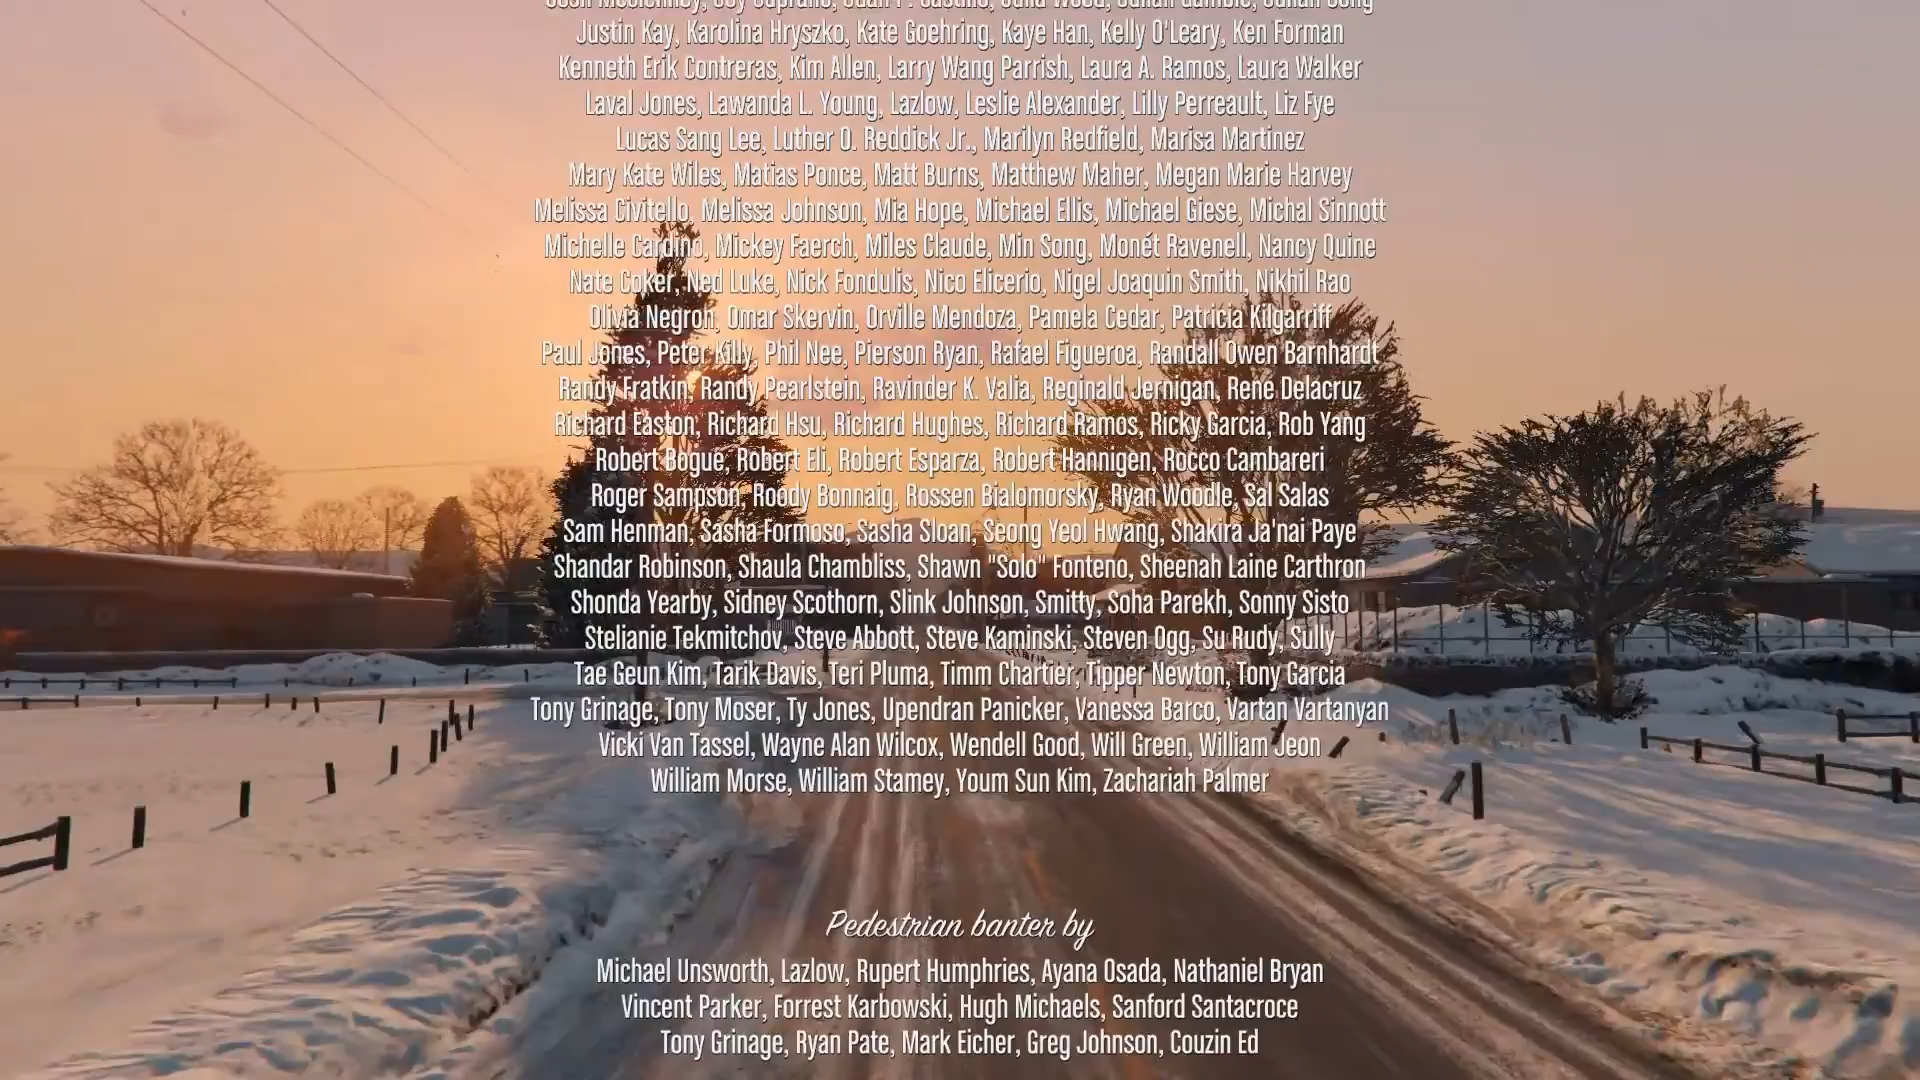 Justin Kay, Karolina Hryszko, Kate Goehring, Kaye Han, Kelly O'Leary, Ken Forman
Kenneth Erik Contreras, Kim Allen, Larry Wang Parrish, Laura A. Ramos, Laura Walker
Laval Jones, Lawanda L. Young, Lazlow, Leslie Alexander, Lilly Perreault, Liz Fye
Lucas Sang Lee, Luther O. Reddick Jr., Marilyn Redfield, Marisa Martinez
Mary Kate Wiles, Matias Ponce, Matt Burns, Matthew Maher, Megan Marie Harvey
Melissa Civitello, Melissa Johnson, Mia Hope, Michael Ellis, Michael Giese, Michal Sinnott
Michelle Cardino, Mickey Faerch, Miles Claude, Min Song, Monét Ravenell, Nancy Quine
Nate Coker, Ned Luke, Nick Fondulis, Nico Elicerio, Nigel Joaquin Smith, Nikhil Rao
Olivia Negron, Omar Skervin, Orville Mendoza, Pamela Cedar, Patricia Kilgarriff
Paul Jones, Peter Killy, Phil Nee, Pierson Ryan, Rafael Figueroa, Randall Owen Barnhardt
Randy Fratkin, Randy Pearlstein, Ravinder K. Valia, Reginald Jernigan, Rene Delacruz
Richard Easton, Richard Hsu, Richard Hughes, Richard Ramos, Ricky Garcia, Rob Yang
Robert Bogue, Robert Eli, Robert Esparza, Robert Hannigen, Rocco Cambareri
Roger Sampson, Roody Bonnaig, Rossen Bialomorsky, Ryan Woodle, Sal Salas
Sam Henman, Sasha Formoso, Sasha Sloan, Seong Yeol Hwang, Shakira Ja'nai Paye
Shandar Robinson, Shaula Chambliss, Shawn "Solo" Fonteno, Sheenah Laine Carthron
Shonda Yearby, Sidney Scothorn, Slink Johnson, Smitty, Soha Parekh, Sonny Sisto
Stelianie Tekmitchov, Steve Abbott, Steve Kaminski, Steven Ogg, Su Rudy, Sully
Tae Geun Kim, Tarik Davis, Teri Pluma, Timm Chartier, Tipper Newton, Tony Garcia
Tony Grinage, Tony Moser, Ty Jones, Upendran Panicker, Vanessa Barco, Vartan Vartanyan
Vicki Van Tassel, Wayne Alan Wilcox, Wendell Good, Will Green, William Jeon
William Morse, William Stamey, Youm Sun Kim, Zachariah Palmer
Pedestrian banter by
Michael Unsworth, Lazlow, Rupert Humphries, Ayana Osada, Nathaniel Bryan
Vincent Parker, Forrest Karbowski, Hugh Michaels, Sanford Santacroce
Tony Grinage, Ryan Pate, Mark Eicher, Greg Johnson, Couzin Ed